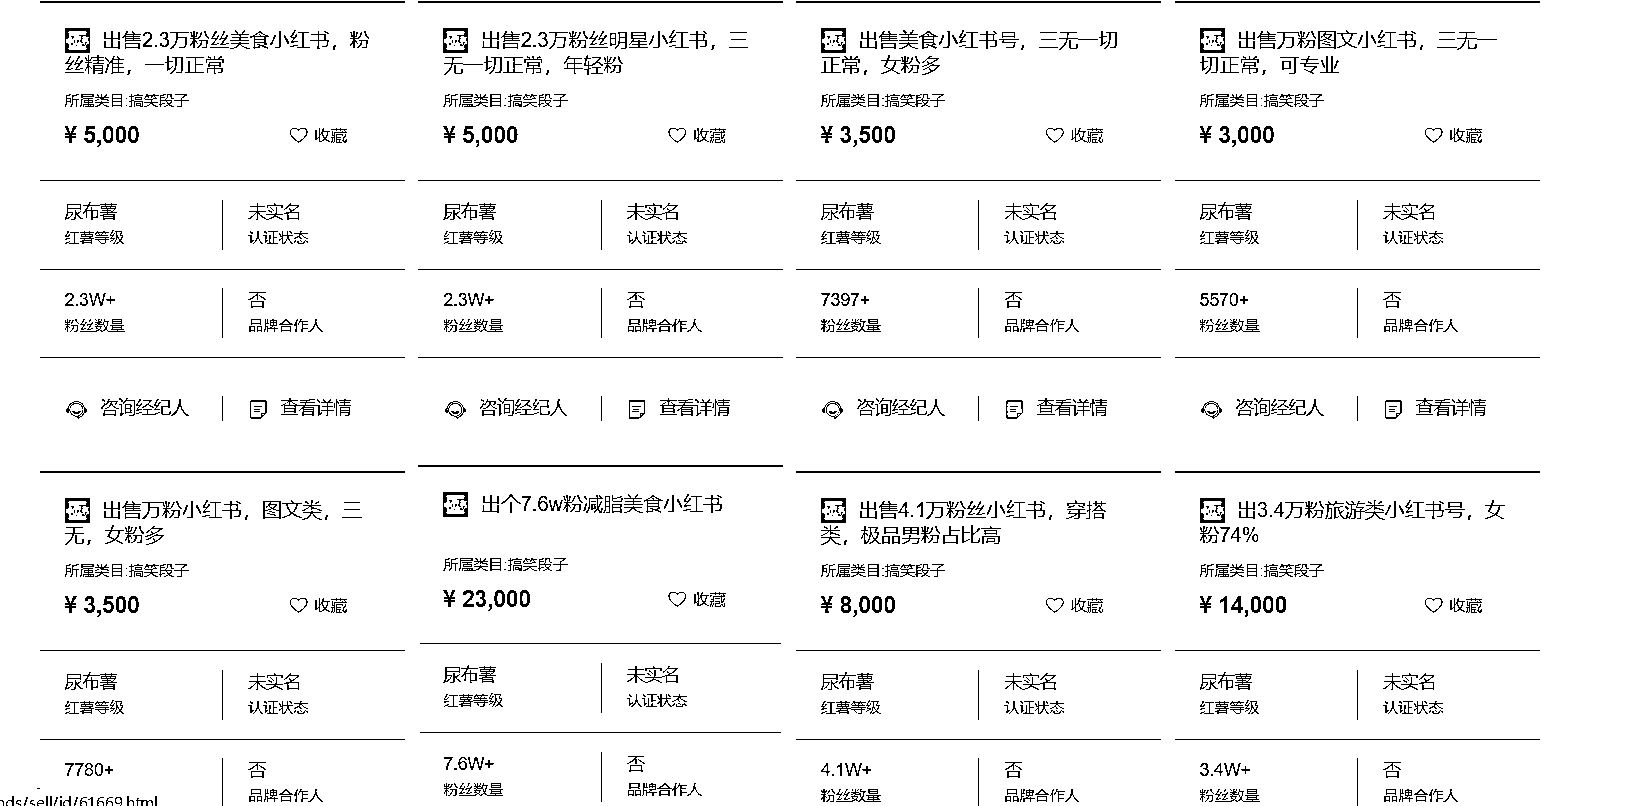 出售2.3万粉丝美食小红书，粉
丝精准，一切正常
所属类目:搞笑段子
¥ 5,000
收藏
尿布薯
红薯等级
未实名
认证状态
2.3W+
粉丝数量
否
品牌合作人
咨询经纪人
查看详情
出售2.3万粉丝明星小红书，三
无一切正常，年轻粉
所属类目:搞笑段子
¥ 5,000
收藏
尿布薯
红薯等级
未实名
认证状态
2.3W+
粉丝数量
否
品牌合作人
咨询经纪人
查看详情
出售美食小红书号，三无一切
正常，女粉多
所属类目:搞笑段子
¥ 3,500
收藏
尿布薯
红薯等级
未实名
认证状态
7397+
粉丝数量
否
品牌合作人
咨询经纪人
查看详情
出售万粉图文小红书，三无一
切正常，可专业
所属类目:搞笑段子
¥ 3,000
收藏
尿布薯
红薯等级
未实名
认证状态
5570+
粉丝数量
否
品牌合作人
咨询经纪人
查看详情
出售万粉小红书，图文类，三
无，女粉多
所属类目:搞笑段子
¥ 3,500
收藏
尿布薯
红薯等级
未实名
认证状态
7780+
否
品牌合作人
nds/sell/id/61669.html
出个7.6w粉减脂美食小红书
所属类目:搞笑段子
¥ 23,000
收藏
尿布薯
红薯等级
未实名
认证状态
7.6W+
粉丝数量
否
品牌合作人
出售4.1万粉丝小红书，穿搭
类，极品男粉占比高
所属类目:搞笑段子
¥ 8,000
收藏
尿布薯
红薯等级
未实名
认证状态
4.1W+
粉丝数量
否
品牌合作人
出3.4万粉旅游类小红书号，女
粉74%
所属类目:搞笑段子
¥ 14,000
收藏
尿布薯
红薯等级
未实名
认证状态
3.4W+
粉丝数量
否
品牌合作人